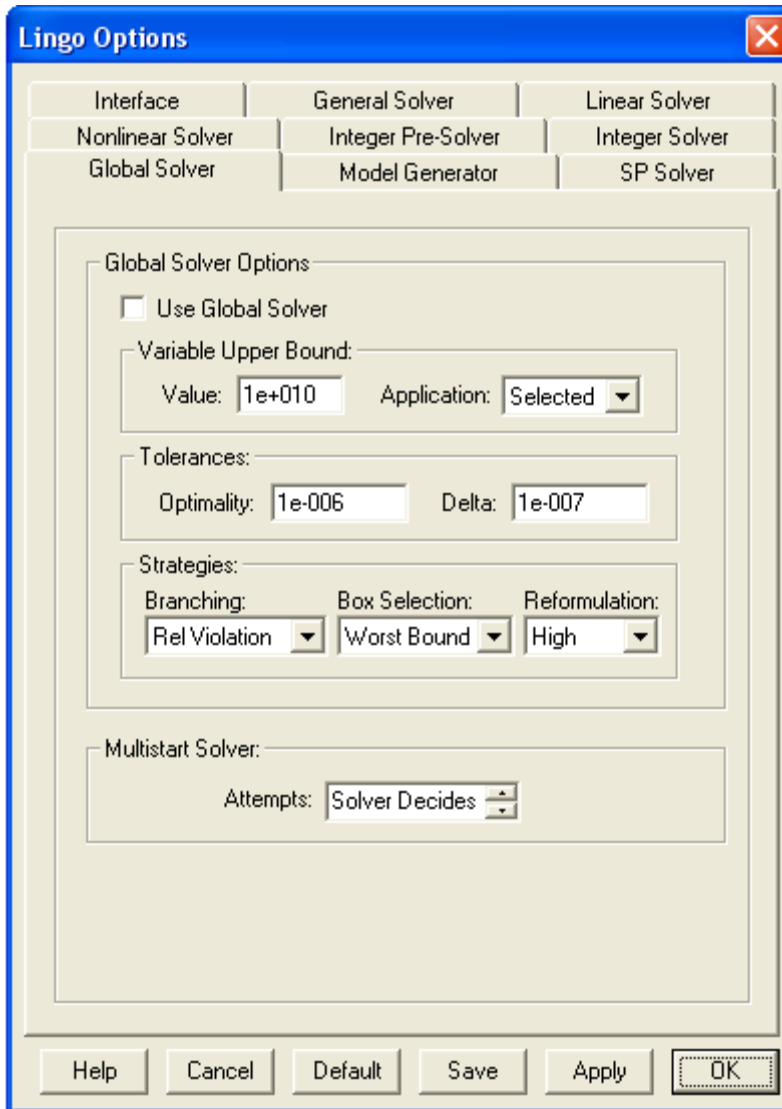 Lingo Options
Interface General Solver Linear Solver
Nonlinear Solver Integer Pre-Solver Integer Solver
Global Solver Model Generator SP Solver
Global Solver Options
Use Global Solver
Variable Upper Bound:
Value: 1e+010 Application: Selected
Tolerances:
Optimality: 1e-006 Delta: 1e-007
Strategies:
Branching: Box Selection: Reformulation:
Rel Violation Worst Bound High
Multistart Solver:
Attempts: Solver Decides
Help Cancel Default Save Apply OK